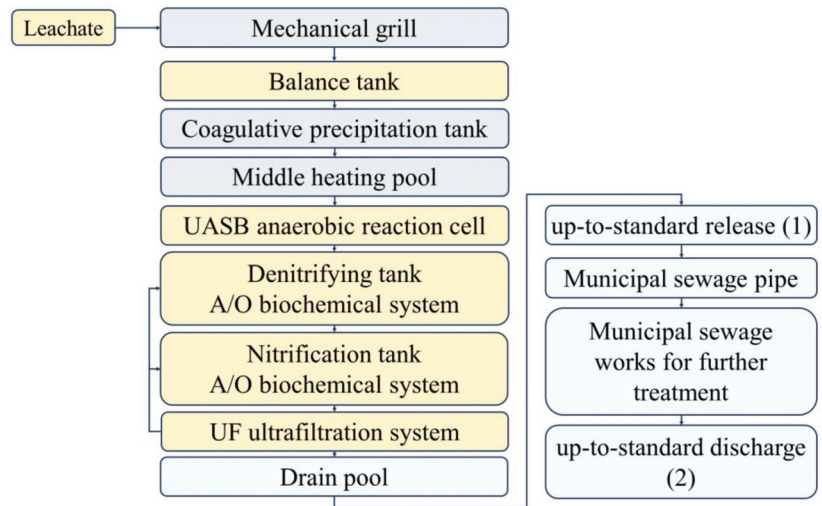 Leachate
Mechanical grill
Balance tank
Coagulative precipitation tank
Middle heating pool
UASB anaerobic reaction cell
Denitrifying tank
A/O biochemical system
Nitrification tank
A/O biochemical system
UF ultrafiltration system
Drain pool
up-to-standard release (1)
Municipal sewage pipe
Municipal sewage
works for further
treatment
up-to-standard discharge
(2)